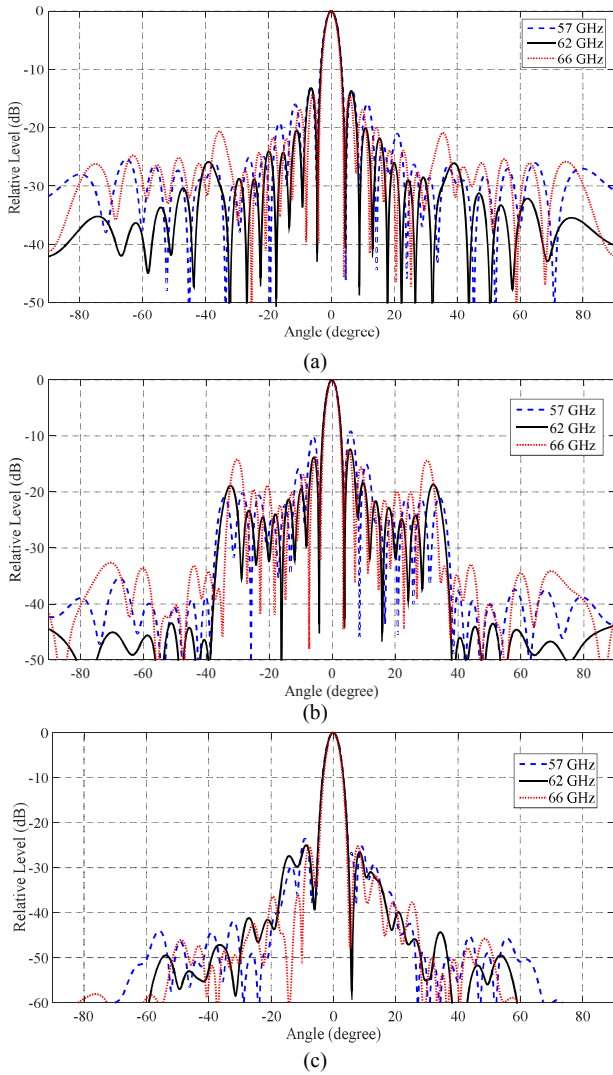 0
-10
-20
-30
-40
-50
Relative Level (dB)
57 GHz
62 GHz
66 GHz
-80 -60 -40 -20 0 20 40 60 80
Angle (degree)
(a)
0
-10
-20
-30
-40
-50
Relative Level (dB)
57 GHz
62 GHz
66 GHz
-80 -60 -40 -20 0 20 40 60 80
Angle (degree)
(b)
0
-10
-20
-30
-40
-50
-60
Relative Level (dB)
57 GHz
62 GHz
66 GHz
-80 -60 -40 -20 0 20 40 60 80
Angle (degree)
(c)